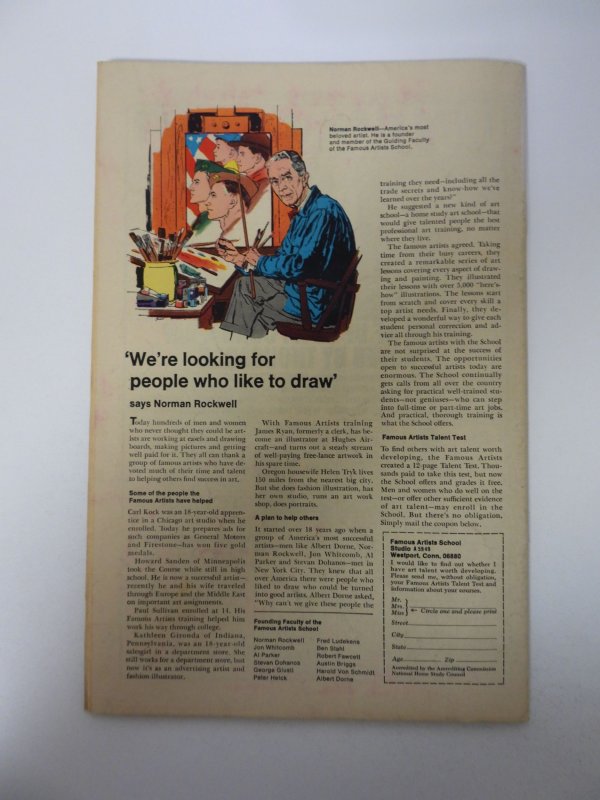 Norman Rockwell—America's most
beloved artist. He is a founder
and member of the Guiding Faculty
of the Famous Artists School.
'We're looking for
people who like to draw'
says Norman Rockwell
Today hundreds of men and women
who never thought they could be art-
ists are working at easels and drawing
boards, making pictures and getting
well paid for it. They all can thank a
group of famous artists who have de-
voted much of their time and talent
to helping others find success in art.
Some of the people the
Famous Artists have helped
Carl Kock was an 18-year-old appren-
tice in a Chicago art studio when he
enrolled. Today he prepares ads for
such companies as General Motors
and Firestone—has won five gold
medals.
Howard Sanden of Minneapolis
took the Course while still in high
school. He is now a successful artist—
recently he and his wife traveled
through Europe and the Middle East
on important art assignments.
Paul Sullivan enrolled at 14. His
Famous Artists training helped him
work his way through college.
Kathleen Gironda of Indiana,
Pennsylvania, was an 18-year-old
salesgirl in a department store. She
still works for a department store, but
now it's as an advertising artist and
fashion illustrator.
With Famous Artists training
James Ryan, formerly a clerk, has be-
come an illustrator at Hughes Air-
craft—and turns out a steady stream
of well-paying free-lance artwork in
his spare time.
Oregon housewife Helen Tryk lives
150 miles from the nearest big city.
But she does fashion illustration, has
her own studio, runs an art work
shop, does portraits.
A plan to help others
It started over 18 years ago when a
group of America's most successful
artists—men like Albert Dorne, Nor-
man Rockwell, Jon Whitcomb, Al
Parker and Stevan Dohanos—met in
New York City. They knew that all
over America there were people who
liked to draw who could be turned
into good artists. Albert Dorne asked,
"Why can't we give these people the
Founding Faculty of the
Famous Artists School
Norman Rockwell
Jon Whitcomb
Al Parker
Stevan Dohanos
George Giusti
Peter Helck
Fred Ludekens
Ben Stahl
Robert Fawcett
Austin Briggs
Harold Von Schmidt
Albert Dorne
training they need—including all the
trade secrets and know-how we've
learned over the years?"
He suggested a new kind of art
school—a home study art school—that
would give talented people the best
professional art training, no matter
where they live.
The famous artists agreed. Taking
time from their busy careers, they
created a remarkable series of art
lessons covering every aspect of draw-
ing and painting. They illustrated
their lessons with over 5,000 "here's-
how" illustrations. The lessons start
from scratch and cover every skill a
top artist needs. Finally, they de-
veloped a wonderful way to give each
student personal correction and ad-
vice all through his training.
The famous artists with the School
are not surprised at the success of
their students. The opportunities
open to successful artists today are
enormous. The School continually
gets calls from all over the country
asking for practical well-trained stu-
dents—not geniuses—who can step
into full-time or part-time art jobs.
And practical, thorough training is
what the School offers.
Famous Artists Talent Test
To find others with art talent worth
developing, the Famous Artists
created a 12-page Talent Test. Thou-
sands paid to take this test, but now
the School offers and grades it free.
Men and women who do well on the
test—or offer other sufficient evidence
of art talent—may enroll in the
School. But there's no obligation.
Simply mail the coupon below.
Famous Artists School
Westport, Conn. 06880
I would like to find out whether I
have art talent worth developing.
Please send me, without obligation,
your Famous Artists Talent Test and
information about your courses.
Mr.
Mrs.
Miss
Circle one and please print
Street
City
State
Age Zip
Accredited by the Accrediting Commission
National Home Study Council